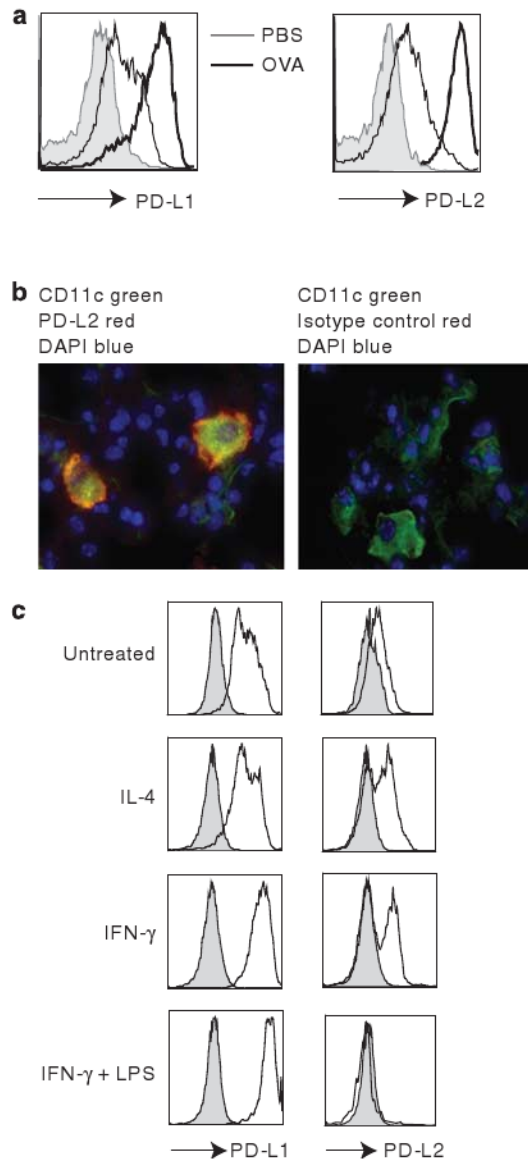 a
PBS
OVA
PD-L1
PD-L2
b
CD11c green
PD-L2 red
DAPI blue
CD11c green
Isotype control red
DAPI blue
c
Untreated
IL-4
IFN-γ
IFN-γ + LPS
PD-L1
PD-L2